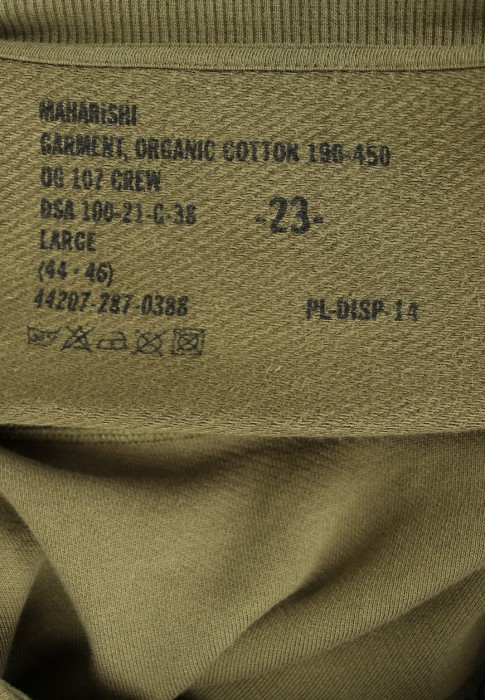 MAHARISHI
GARMENT, ORGANIC COTTON 190-450
OG 107 CREW
DSA 100-21-C-38 -23-
LARGE
(44-46)
44207-287-0388 PL-DISP-14